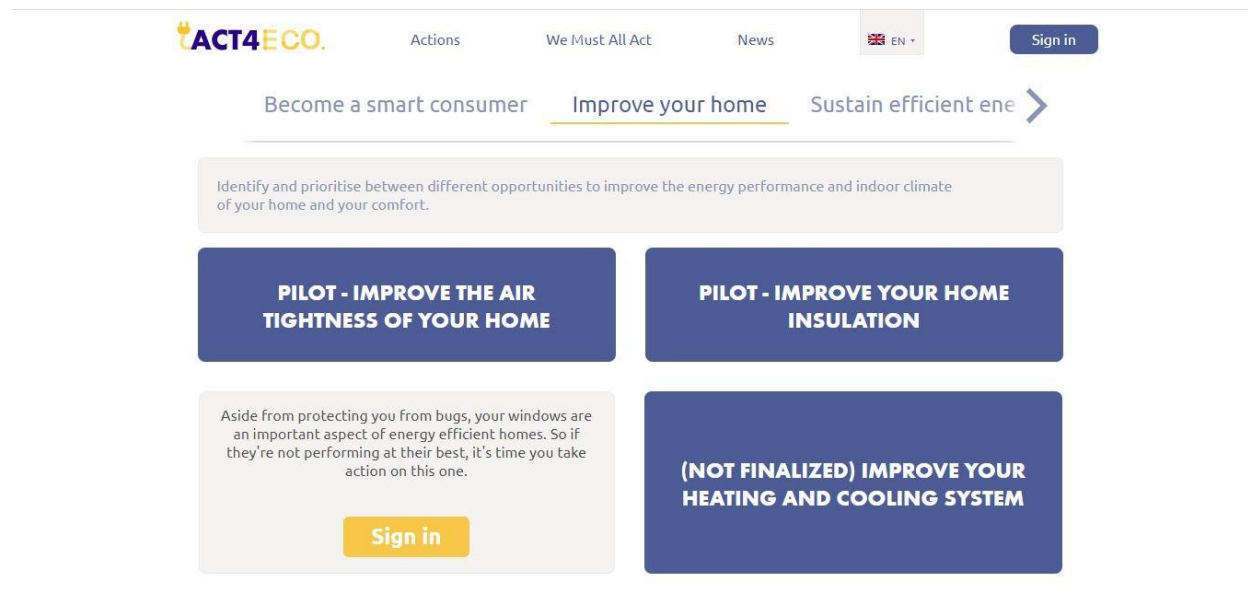 ACT4ECO.
Actions
We Must All Act
News
EN
Sign in
Become a smart consumer
Improve your home
Sustain efficient ene
Identify and prioritise between different opportunities to improve the energy performance and indoor climate
of your home and your comfort.
PILOT - IMPROVE THE AIR
TIGHTNESS OF YOUR HOME
PILOT - IMPROVE YOUR HOME
INSULATION
Aside from protecting you from bugs, your windows are
an important aspect of energy efficient homes. So if
they're not performing at their best, it's time you take
action on this one.
Sign in
(NOT FINALIZED) IMPROVE YOUR
HEATING AND COOLING SYSTEM